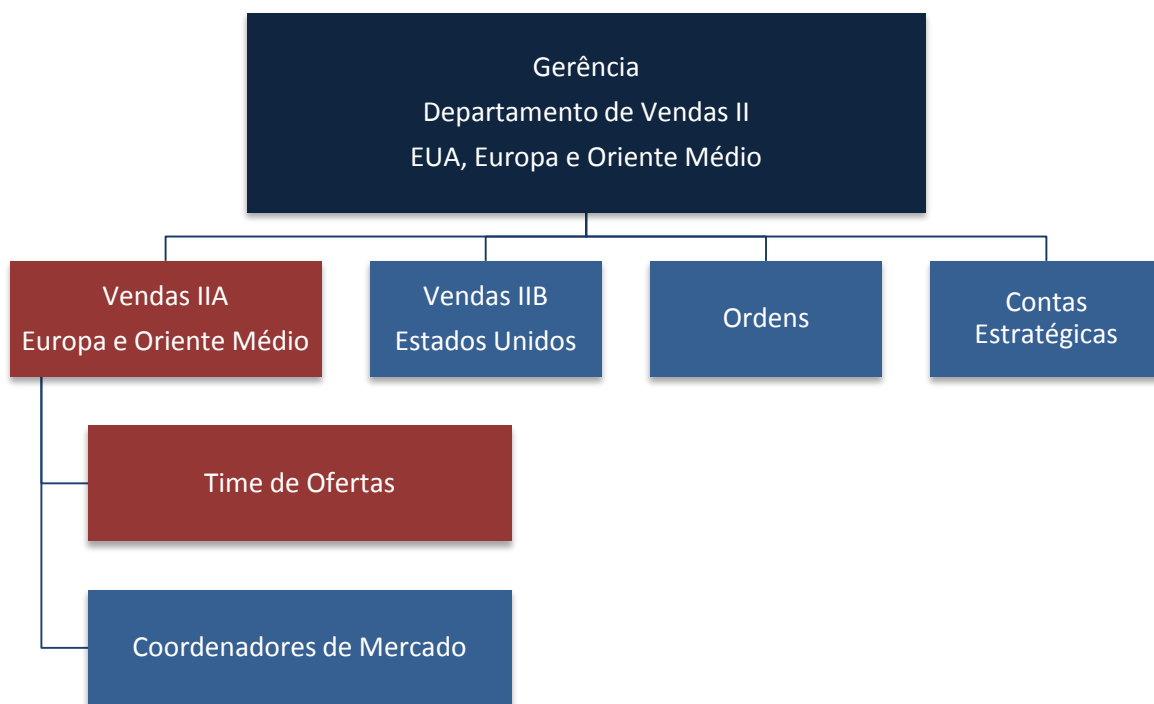 Gerência
Departamento de Vendas II
EUA, Europa e Oriente Médio
Vendas IIA
Europa e Oriente Médio
Vendas IIB
Estados Unidos
Ordens
Contas
Estratégicas
Time de Ofertas
Coordenadores de Mercado